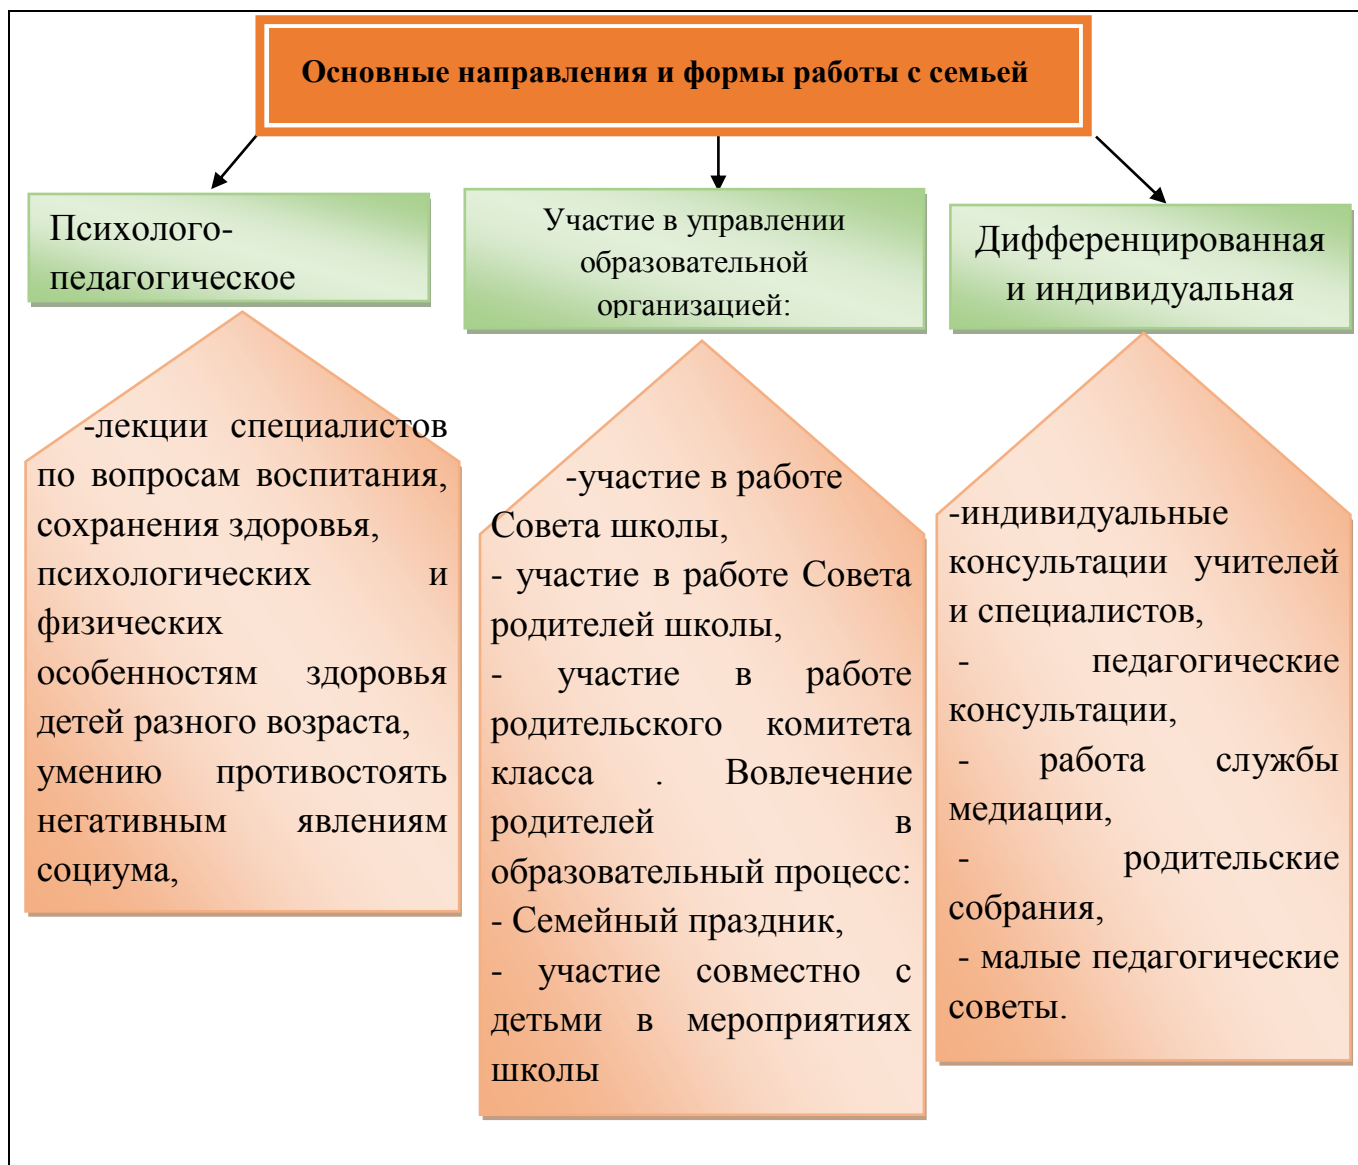 Основные направления и формы работы с семьей
Психолого-
педагогическое
Участие в управлении
образовательной
организацией:
Дифференцированная
и индивидуальная
-лекции специалистов
по вопросам воспитания,
сохранения здоровья,
психологических и
физических
особенностям здоровья
детей разного возраста,
умению противостоять
негативным явлениям
социума,
-участие в работе
Совета школы,
- участие в работе Совета
родителей школы,
- участие в работе
родительского комитета
класса . Вовлечение
родителей в
образовательный процесс:
- Семейный праздник,
- участие совместно с
детьми в мероприятиях
школы
-индивидуальные
консультации учителей
и специалистов,
- педагогические
консультации,
- работа службы
медиации,
- родительские
собрания,
- малые педагогические
советы.